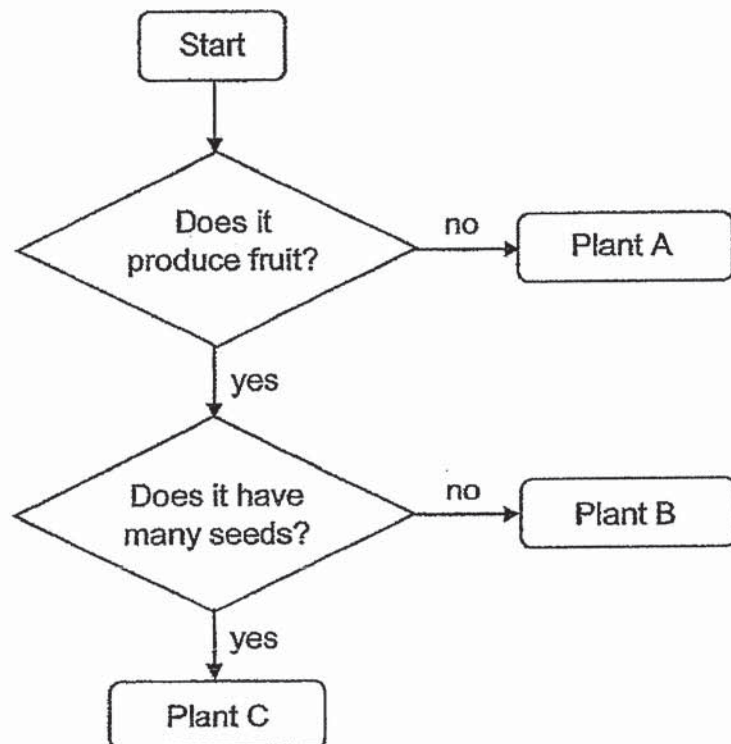 Start
Does it
produce fruit?
no
Plant A
yes
Does it have
many seeds?
no
Plant B
yes
Plant C